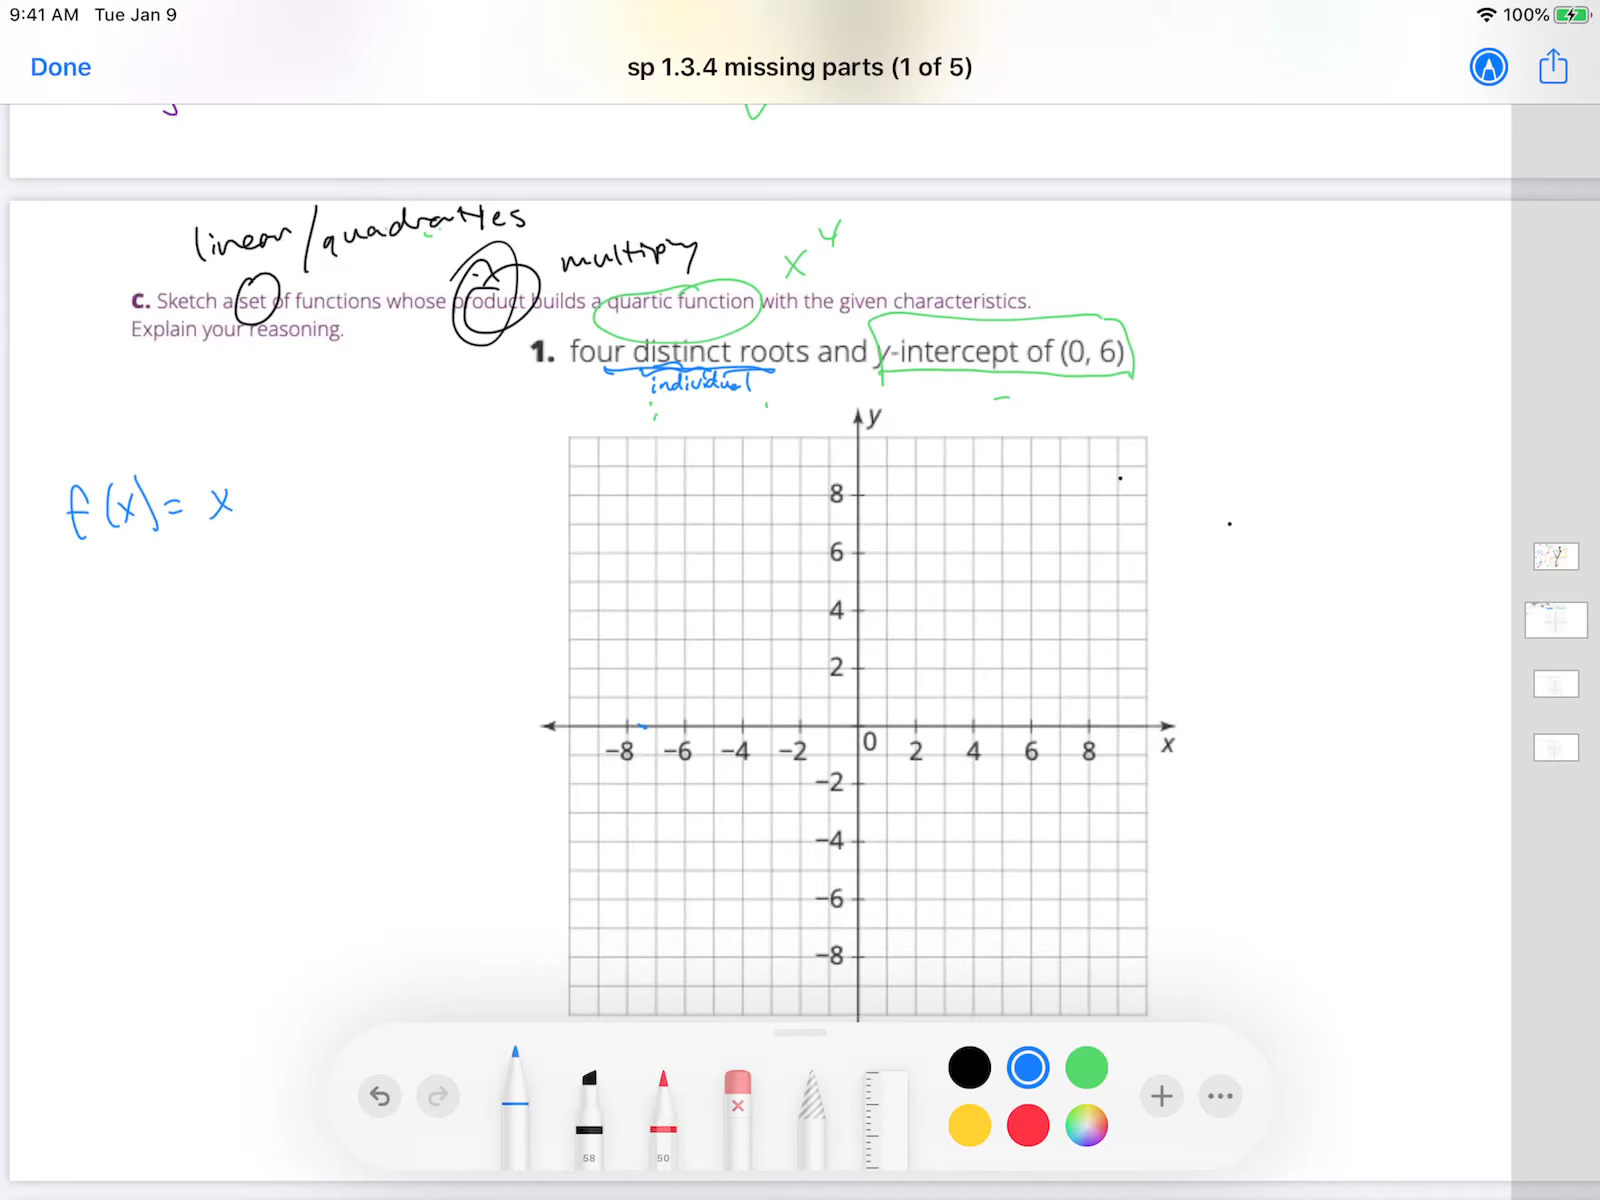 9:41 AM Tue Jan 9
100%
Done
sp 1.3.4 missing parts (1 of 5)
linear/quadratics
multiply
x⁴
C. Sketch a set of functions whose product builds a quartic function with the given characteristics.
Explain your reasoning.
1. four distinct roots and y-intercept of (0, 6)
individual
y
f(x) = x
8
6
4
2
-8 -6 -4 -2 0 2 4 6 8 x
-2
-4
-6
-8
58 50